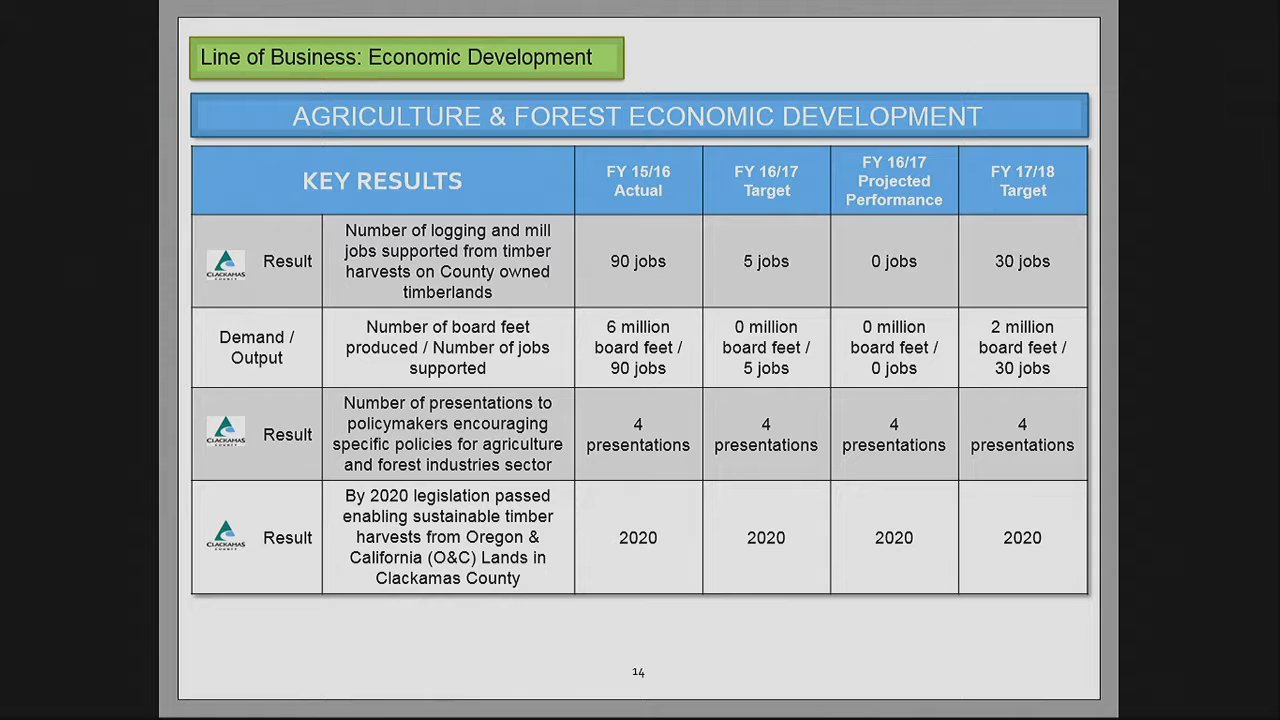 Line of Business: Economic Development
AGRICULTURE & FOREST ECONOMIC DEVELOPMENT
KEY RESULTS
FY 15/16
Actual
FY 16/17
Target
FY 16/17
Projected
Performance
FY 17/18
Target
CLACKAMAS
COUNTY
Result
Number of logging and mill
jobs supported from timber
harvests on County owned
timberlands
90 jobs
5 jobs
0 jobs
30 jobs
Demand /
Output
Number of board feet
produced / Number of jobs
supported
6 million
board feet /
90 jobs
0 million
board feet /
5 jobs
0 million
board feet /
0 jobs
2 million
board feet /
30 jobs
CLACKAMAS
COUNTY
Result
Number of presentations to
policymakers encouraging
specific policies for agriculture
and forest industries sector
4
presentations
4
presentations
4
presentations
4
presentations
CLACKAMAS
COUNTY
Result
By 2020 legislation passed
enabling sustainable timber
harvests from Oregon &
California (O&C) Lands in
Clackamas County
2020
2020
2020
2020
14